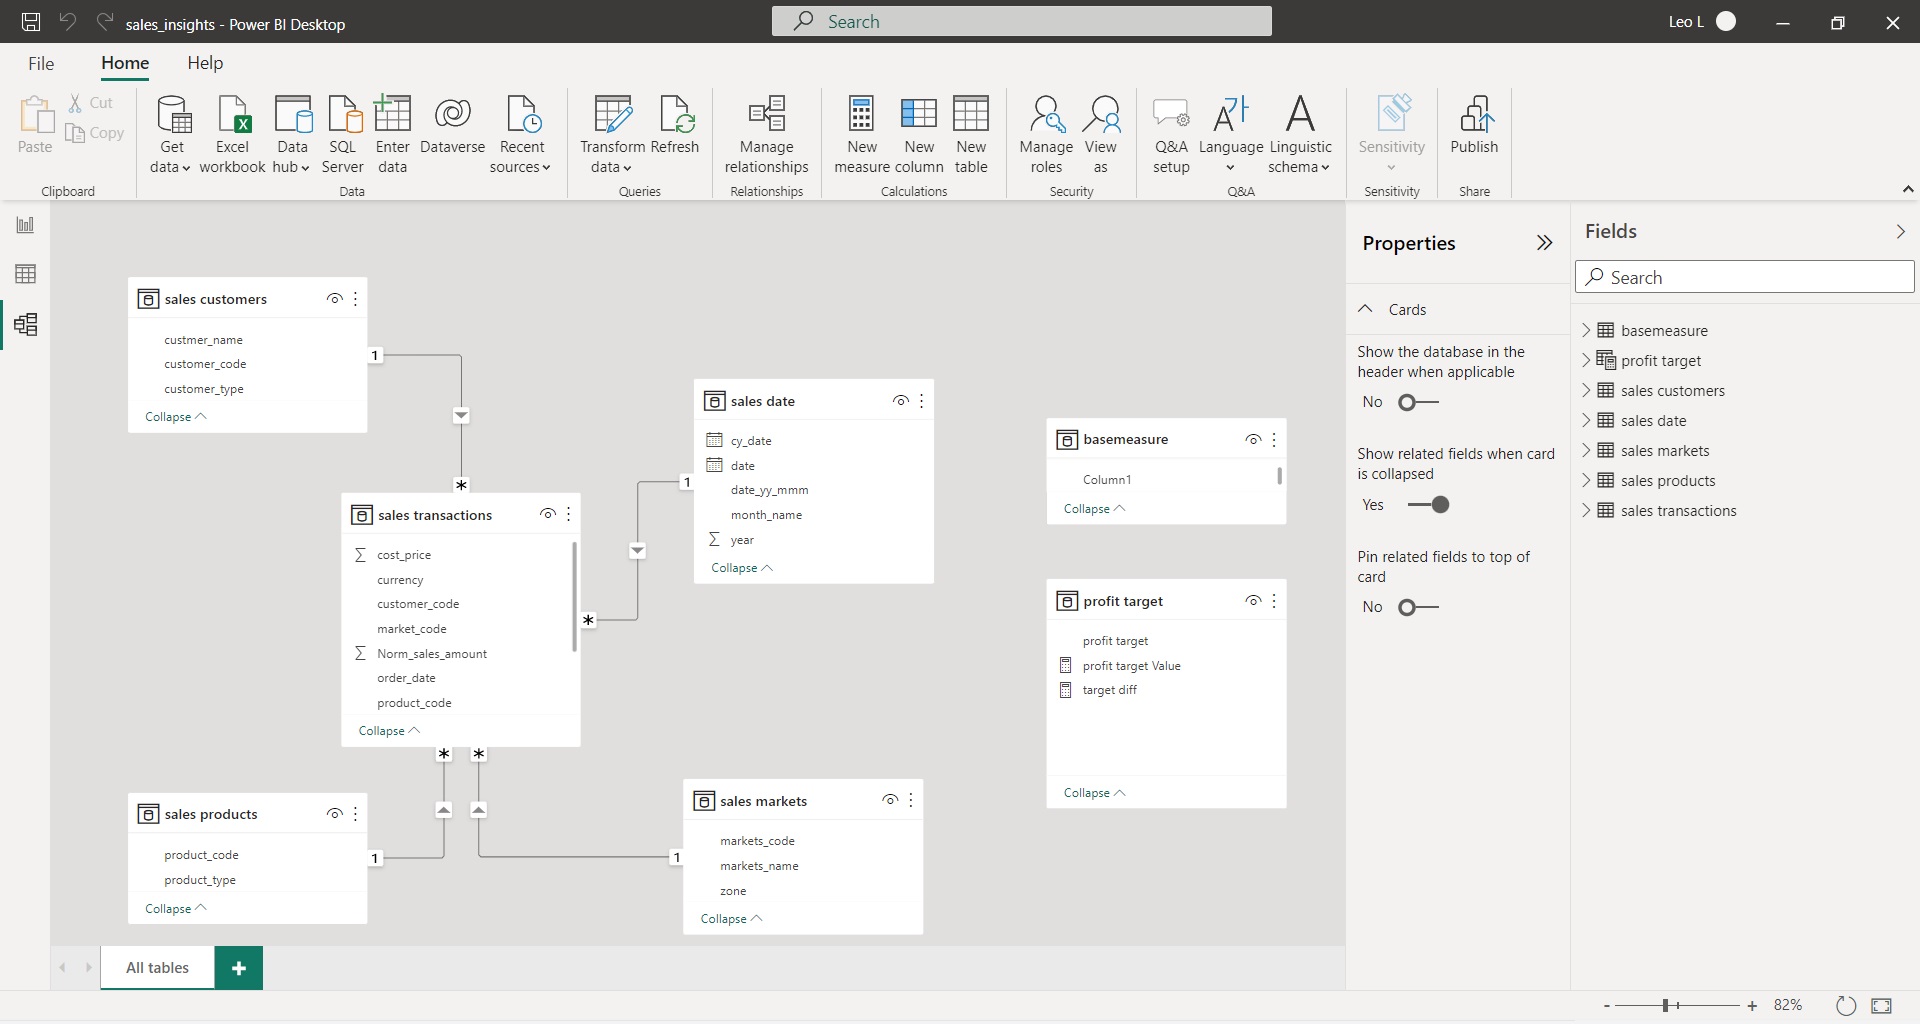 sales_insights - Power BI Desktop
Search
Leo L
File
Home
Help
Paste
Cut
Copy
Clipboard
Get data
Excel workbook
Data hub
SQL Server
Enter data
Dataverse
Recent sources
Data
Transform data
Refresh
Queries
Manage relationships
Relationships
New measure
New column
New table
Calculations
Manage roles
View as
Security
Q&A setup
Language
Linguistic schema
Q&A
Sensitivity
Sensitivity
Publish
Share
sales customers
custmer_name
customer_code
customer_type
Collapse
1
*
sales transactions
cost_price
currency
customer_code
market_code
Norm_sales_amount
order_date
product_code
Collapse
*
*
*
1
sales date
cy_date
date
date_yy_mmm
month_name
year
Collapse
basemeasure
Column1
Collapse
profit target
profit target
profit target Value
target diff
Collapse
sales products
product_code
product_type
Collapse
1
1
sales markets
markets_code
markets_name
zone
Collapse
All tables
+
Properties
Cards
Show the database in the
header when applicable
No
Show related fields when card
is collapsed
Yes
Pin related fields to top of
card
No
Fields
Search
basemeasure
profit target
sales customers
sales date
sales markets
sales products
sales transactions
- + 82%